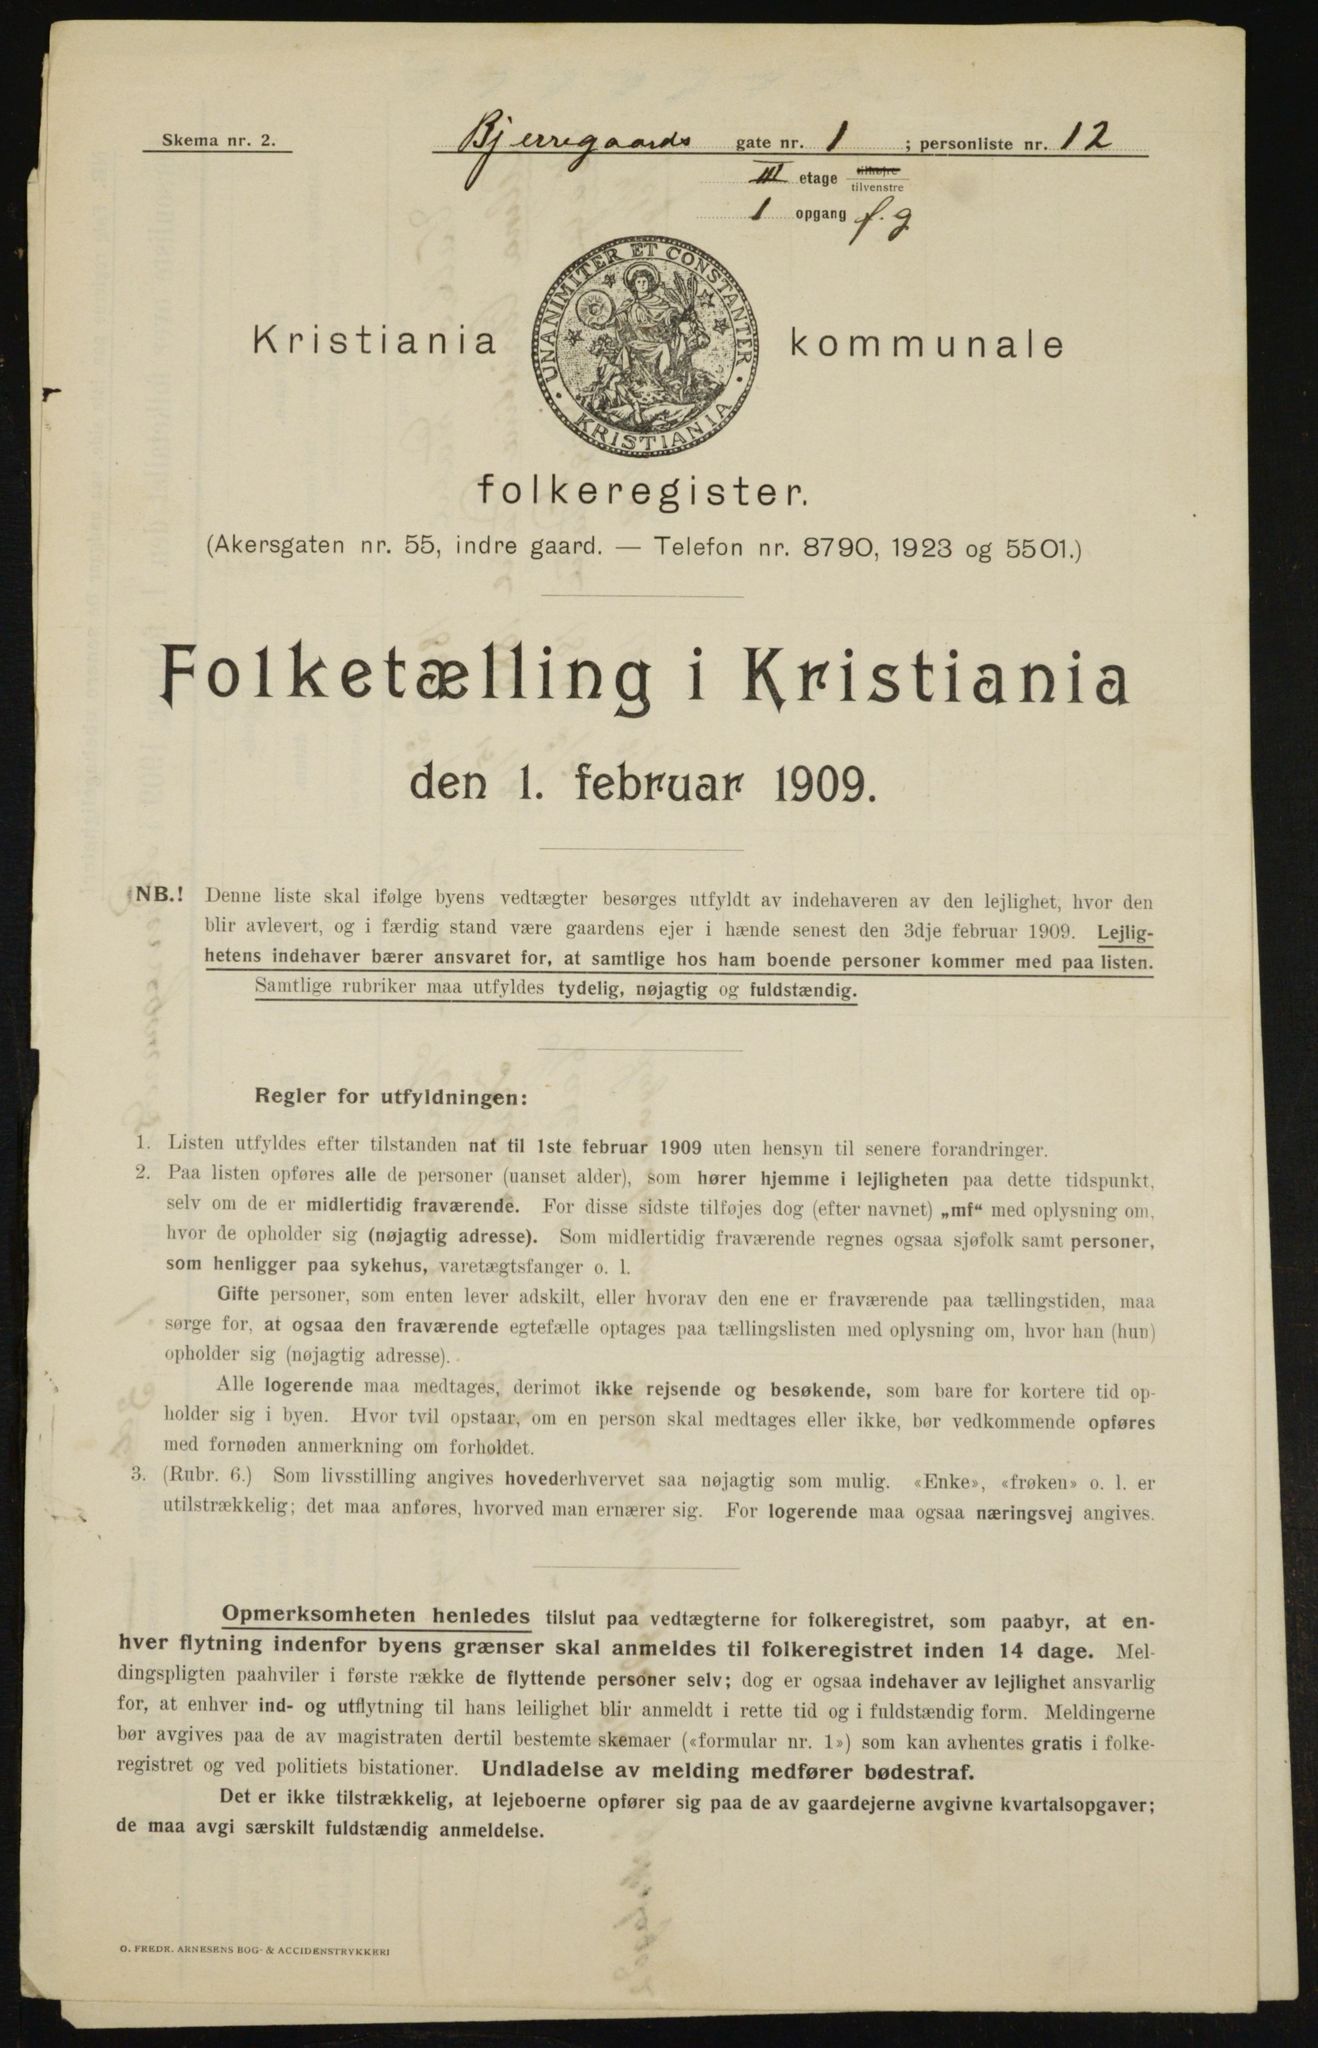 Skema nr. 2.
Bjerregaards gate nr. 1 ; personliste nr. 12
III etage tilhøjre
tilvenstre
1 opgang f. g
UNANIMITER ET CONSTANTER
KRISTIANIA
Kristiania kommunale
folkeregister.
(Akersgaten nr. 55, indre gaard. — Telefon nr. 8790, 1923 og 5501.)
Folketælling i Kristiania
den 1. februar 1909.
NB.! Denne liste skal ifølge byens vedtægter besørges utfyldt av indehaveren av den lejlighet, hvor den
blir avlevert, og i færdig stand være gaardens ejer i hænde senest den 3dje februar 1909. Lejlig-
hetens indehaver bærer ansvaret for, at samtlige hos ham boende personer kommer med paa listen.
Samtlige rubriker maa utfyldes tydelig, nøjagtig og fuldstændig.
Regler for utfyldningen:
1. Listen utfyldes efter tilstanden nat til 1ste februar 1909 uten hensyn til senere forandringer.
2. Paa listen opføres alle de personer (uanset alder), som hører hjemme i lejligheten paa dette tidspunkt,
selv om de er midlertidig fraværende. For disse sidste tilføjes dog (efter navnet) „mf“ med oplysning om,
hvor de opholder sig (nøjagtig adresse). Som midlertidig fraværende regnes ogsaa sjøfolk samt personer,
som henligger paa sykehus, varetægtsfanger o. l.
Gifte personer, som enten lever adskilt, eller hvorav den ene er fraværende paa tællingstiden, maa
sørge for, at ogsaa den fraværende egtefælle optages paa tællingslisten med oplysning om, hvor han (hun)
opholder sig (nøjagtig adresse).
Alle logerende maa medtages, derimot ikke rejsende og besøkende, som bare for kortere tid op-
holder sig i byen. Hvor tvil opstaar, om en person skal medtages eller ikke, bør vedkommende opføres
med fornøden anmerkning om forholdet.
3. (Rubr. 6.) Som livsstilling angives hovederhvervet saa nøjagtig som mulig. «Enke», «frøken» o. l. er
utilstrækkelig; det maa anføres, hvorved man ernærer sig. For logerende maa ogsaa næringsvej angives.
Opmerksomheten henledes tilslut paa vedtægterne for folkeregistret, som paabyr, at en-
hver flytning indenfor byens grænser skal anmeldes til folkeregistret inden 14 dage. Mel-
dingspligten paahviler i første række de flyttende personer selv; dog er ogsaa indehaver av lejlighet ansvarlig
for, at enhver ind- og utflytning til hans leilighet blir anmeldt i rette tid og i fuldstændig form. Meldingerne
bør avgives paa de av magistraten dertil bestemte skemaer («formular nr. 1») som kan avhentes gratis i folke-
registret og ved politiets bistationer. Undladelse av melding medfører bødestraf.
Det er ikke tilstrækkelig, at lejeboerne opfører sig paa de av gaardejerne avgivne kvartalsopgaver;
de maa avgi særskilt fuldstændig anmeldelse.
O. FREDR. ARNESENS BOG- & ACCIDENSTRYKKERI